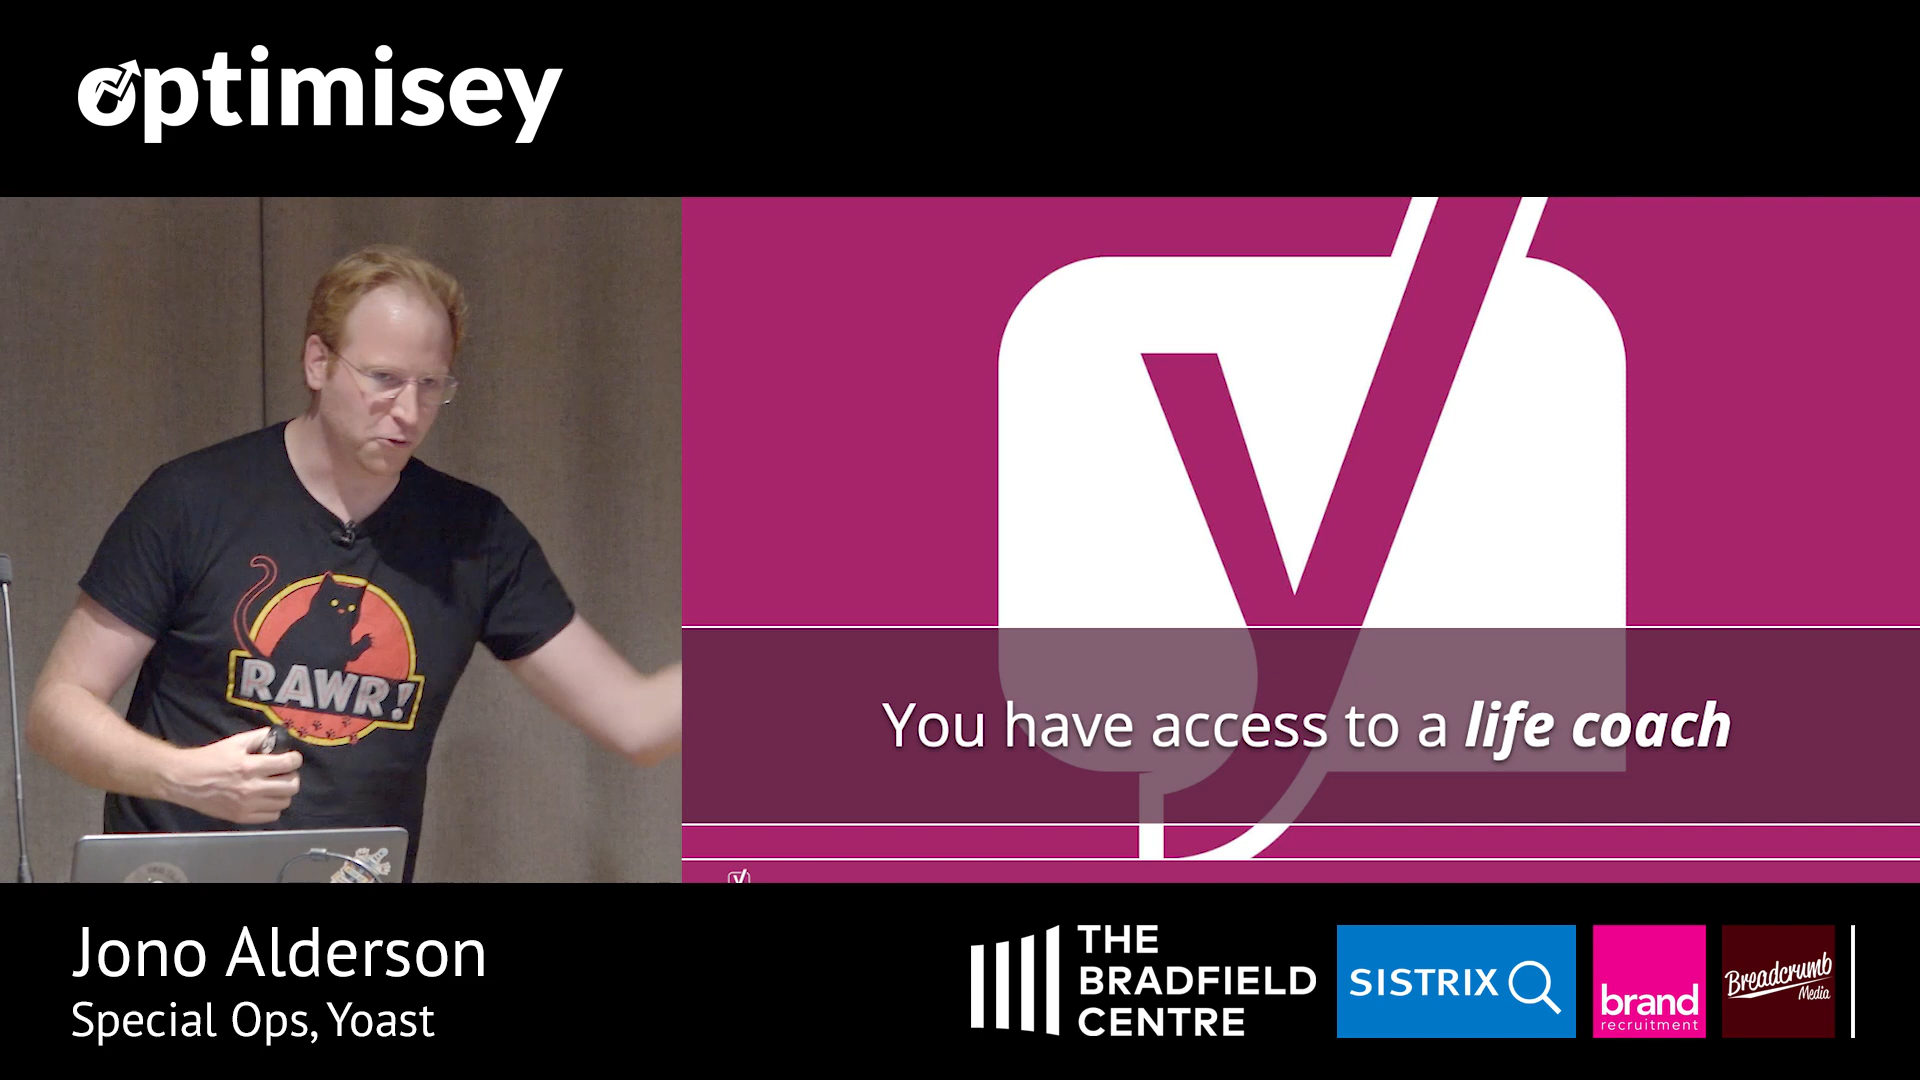 optimisey
RAWR!
You have access to a life coach
Jono Alderson
Special Ops, Yoast
THE
BRADFIELD
CENTRE
SISTRIX
brand
recruitment
Breadcrumb
Media